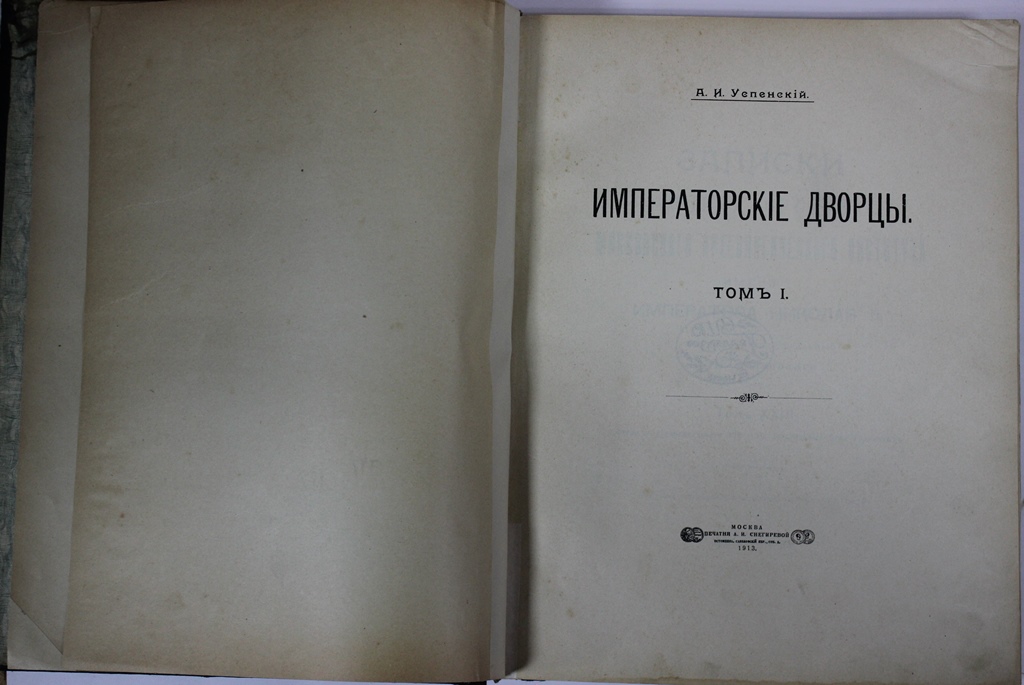 А. И. Успенскій.
ИМПЕРАТОРСКІЕ ДВОРЦЫ.
ТОМЪ I.
МОСКВА
ПЕЧАТНЯ А. И. СНЕГИРЕВОЙ
1913.